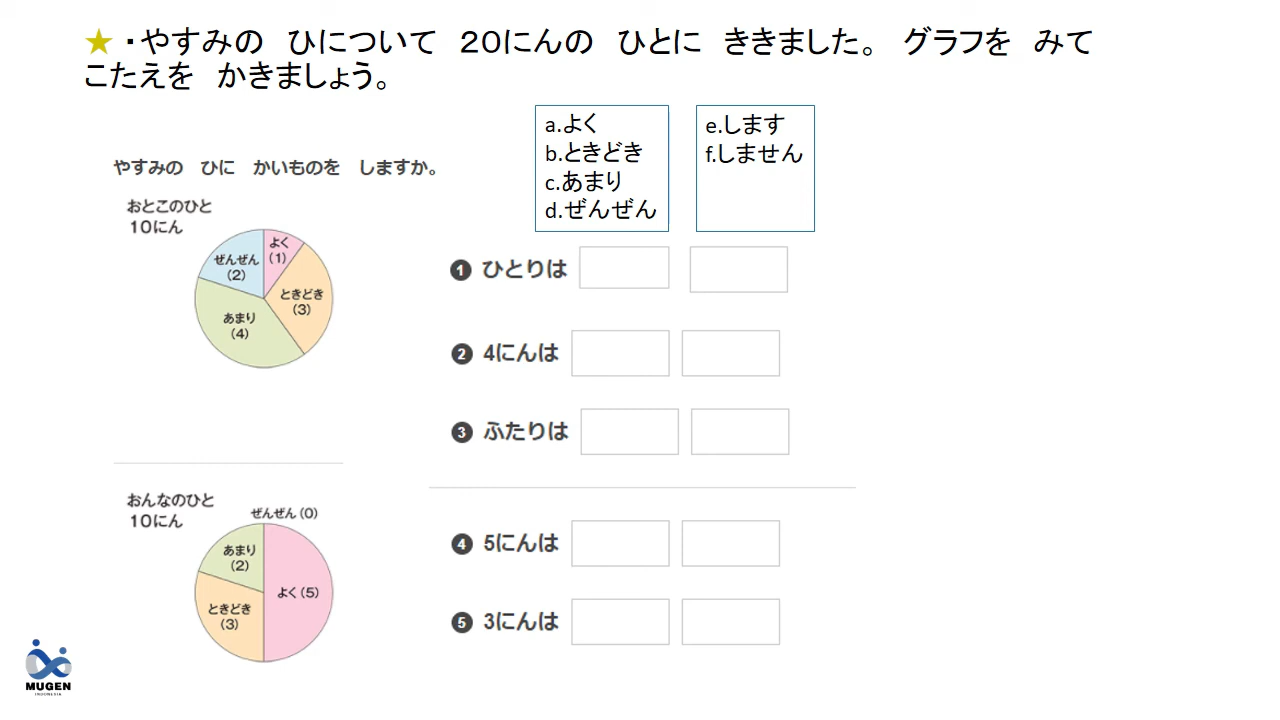 ★・やすみの　ひについて　２０にんの　ひとに　ききました。　グラフを　みて
こたえを　かきましょう。
a.よく
b.ときどき
c.あまり
d.ぜんぜん
e.します
f.しません
やすみの　ひに　かいものを　しますか。
おとこのひと
10にん
よく
(1)
ときどき
(3)
あまり
(4)
ぜんぜん
(2)
❶ ひとりは
❷ 4にんは
❸ ふたりは
おんなのひと
10にん
ぜんぜん(0)
よく(5)
ときどき
(3)
あまり
(2)
❹ 5にんは
❺ 3にんは
MUGEN
INDONESIA